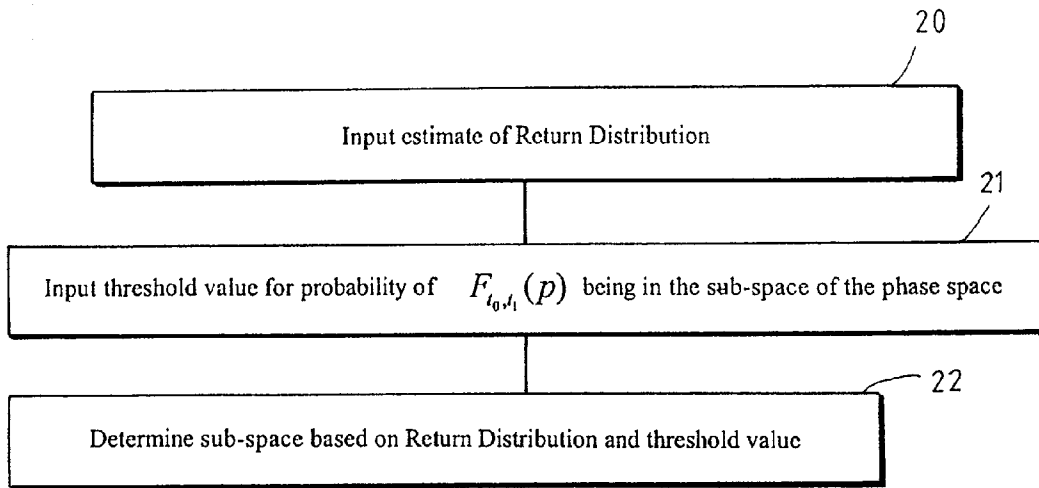 20
Input estimate of Return Distribution
21
Input threshold value for probability of F_{t_0,t_1}(p) being in the sub-space of the phase space
22
Determine sub-space based on Return Distribution and threshold value